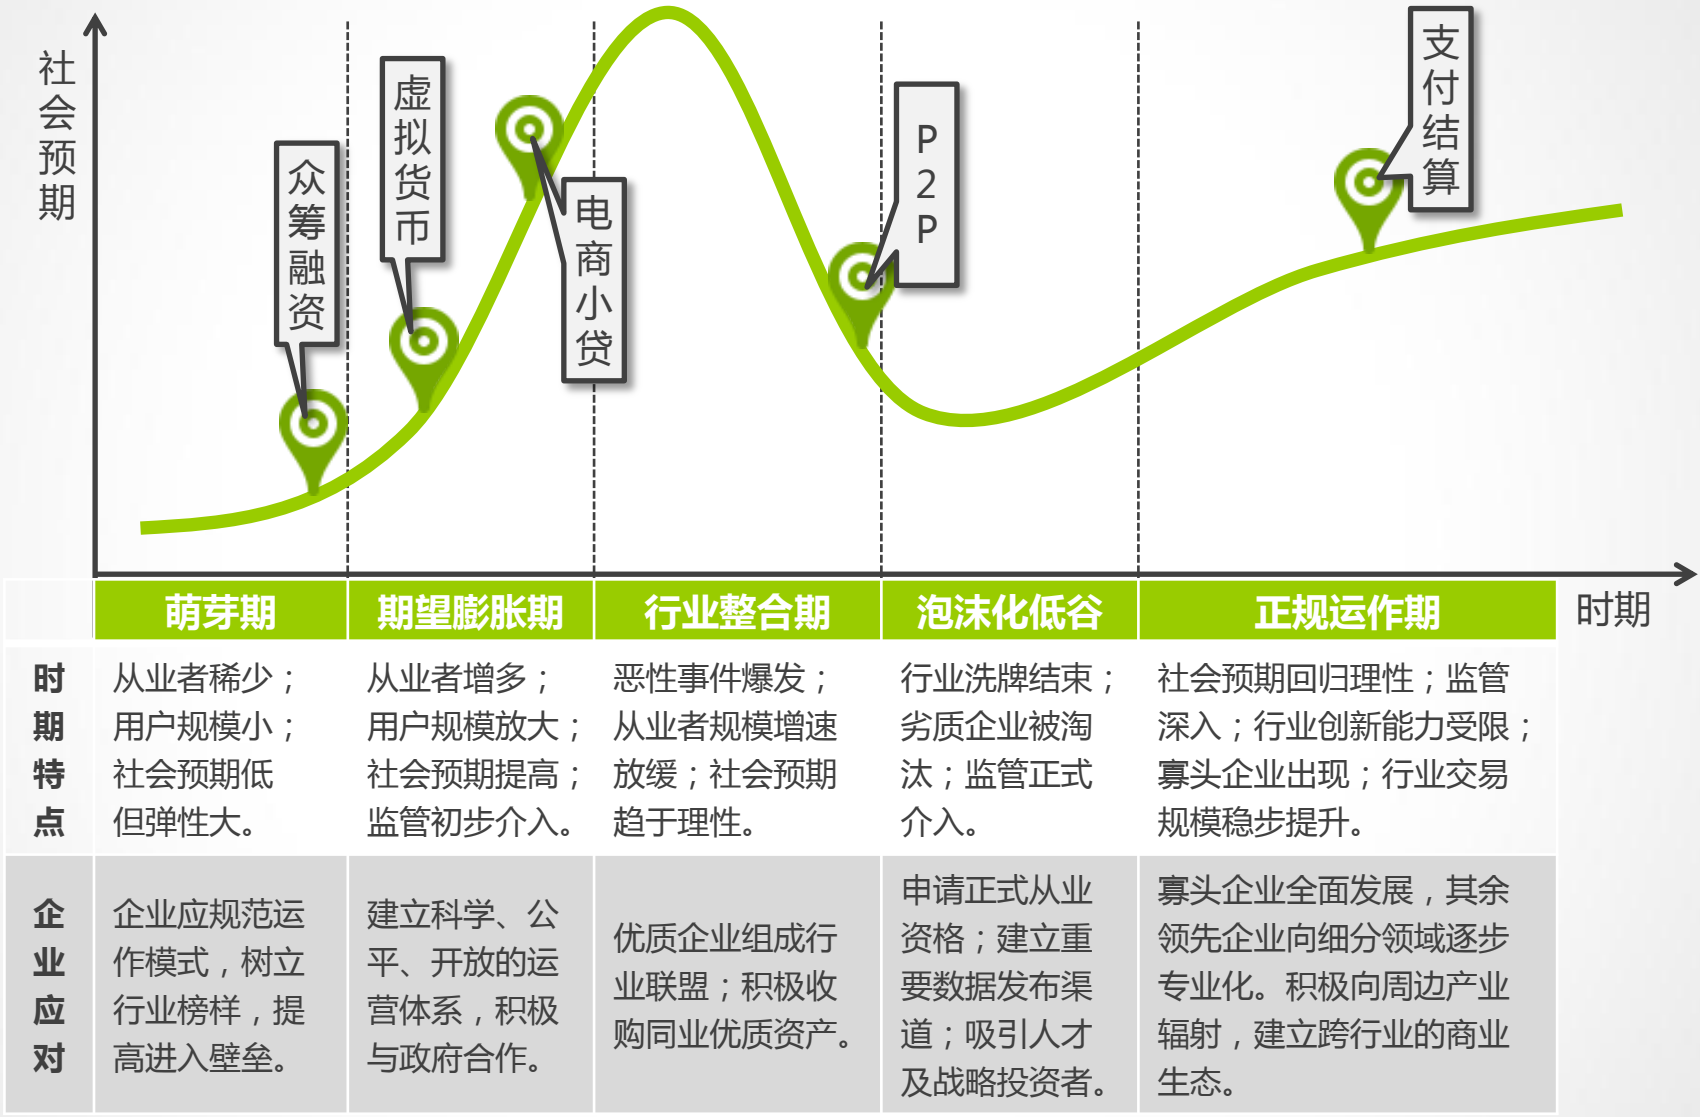 社会预期
众筹融资
虚拟货币
电商小贷
P2P
支付结算
时期
萌芽期
期望膨胀期
行业整合期
泡沫化低谷
正规运作期
时期特点
从业者稀少；
用户规模小；
社会预期低
但弹性大。
从业者增多；
用户规模放大；
社会预期提高；
监管初步介入。
恶性事件爆发；
从业者规模增速
放缓；社会预期
趋于理性。
行业洗牌结束；
劣质企业被淘
汰；监管正式
介入。
社会预期回归理性；监管
深入；行业创新能力受限；
寡头企业出现；行业交易
规模稳步提升。
企业应对
企业应规范运
作模式，树立
行业榜样，提
高进入壁垒。
建立科学、公
平、开放的运
营体系，积极
与政府合作。
优质企业组成行
业联盟；积极收
购同业优质资产。
申请正式从业
资格；建立重
要数据发布渠
道；吸引人才
及战略投资者。
寡头企业全面发展，其余
领先企业向细分领域逐步
专业化。积极向周边产业
辐射，建立跨行业的商业
生态。